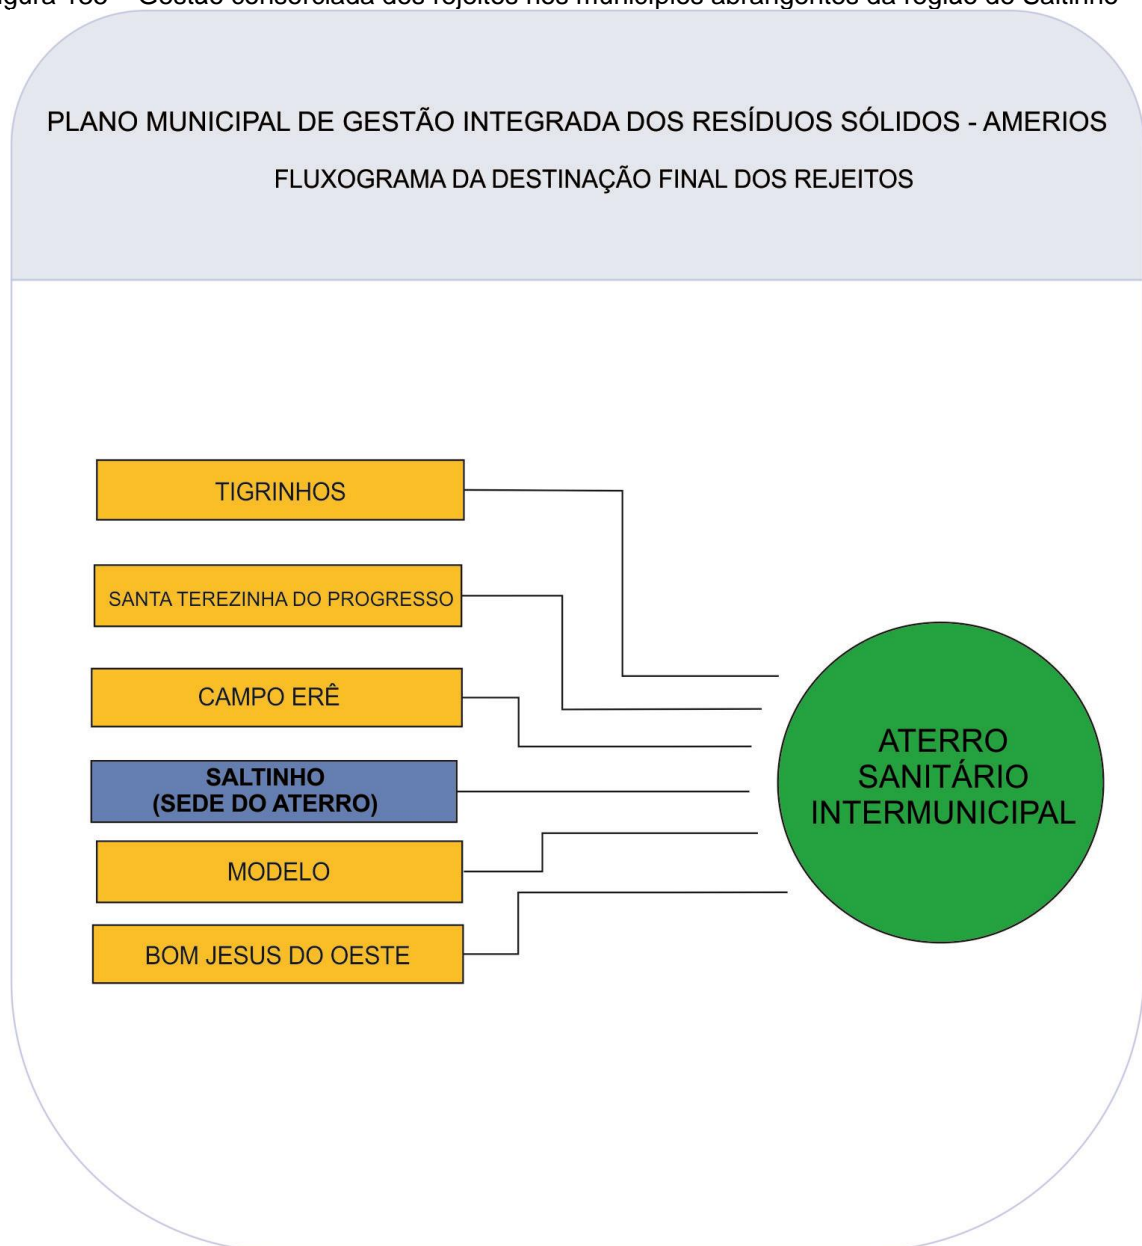 Gestão consorciada dos rejeitos nos municípios abrangentes da região de Saltinho
PLANO MUNICIPAL DE GESTÃO INTEGRADA DOS RESÍDUOS SÓLIDOS - AMERIOS
FLUXOGRAMA DA DESTINAÇÃO FINAL DOS REJEITOS
TIGRINHOS
SANTA TEREZINHA DO PROGRESSO
CAMPO ERÊ
SALTINHO
(SEDE DO ATERRO)
MODELO
BOM JESUS DO OESTE
ATERRO
SANITÁRIO
INTERMUNICIPAL